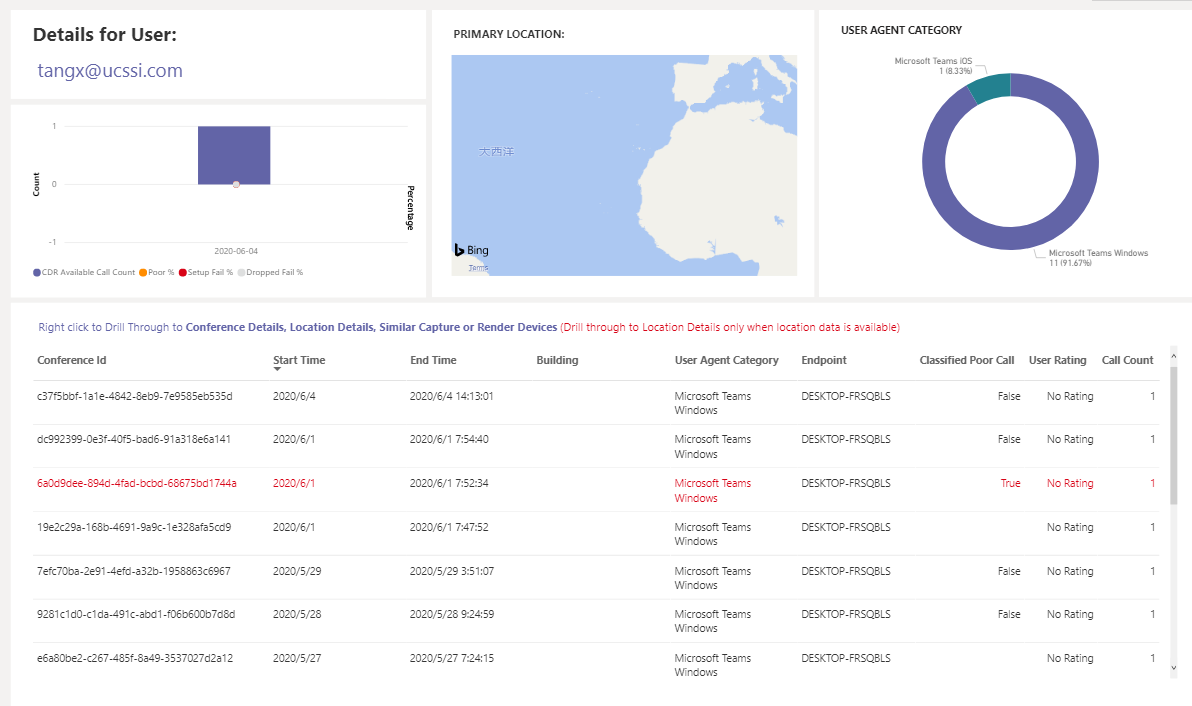 Details for User:
tangx@ucssi.com
1
0
-1
Count
Percentage
2020-06-04
CDR Available Call Count Poor % Setup Fail % Dropped Fail %
PRIMARY LOCATION:
大西洋
Bing
Terms
USER AGENT CATEGORY
Microsoft Teams iOS
1 (8.33%)
Microsoft Teams Windows
11 (91.67%)
Right click to Drill Through to Conference Details, Location Details, Similar Capture or Render Devices (Drill through to Location Details only when location data is available)
Conference Id Start Time End Time Building User Agent Category Endpoint Classified Poor Call User Rating Call Count
c37f5bbf-1a1e-4842-8eb9-7e9585eb535d 2020/6/4 2020/6/4 14:13:01 Microsoft Teams DESKTOP-FRSQBLS False No Rating 1
Windows
dc992399-0e3f-40f5-bad6-91a318e6a141 2020/6/1 2020/6/1 7:54:40 Microsoft Teams DESKTOP-FRSQBLS False No Rating 1
Windows
6a0d9dee-894d-4fad-bcbd-68675bd1744a 2020/6/1 2020/6/1 7:52:34 Microsoft Teams DESKTOP-FRSQBLS True No Rating 1
Windows
19e2c29a-168b-4691-9a9c-1e328afa5cd9 2020/6/1 2020/6/1 7:47:52 Microsoft Teams DESKTOP-FRSQBLS No Rating 1
Windows
7efc70ba-2e91-4efd-a32b-1958863c6967 2020/5/29 2020/5/29 3:51:07 Microsoft Teams DESKTOP-FRSQBLS False No Rating 1
Windows
9281c1d0-c1da-491c-abd1-f06b600b7d8d 2020/5/28 2020/5/28 9:24:59 Microsoft Teams DESKTOP-FRSQBLS False No Rating 1
Windows
e6a80be2-c267-485f-8a49-3537027d2a12 2020/5/27 2020/5/27 7:24:15 Microsoft Teams DESKTOP-FRSQBLS No Rating 1
Windows